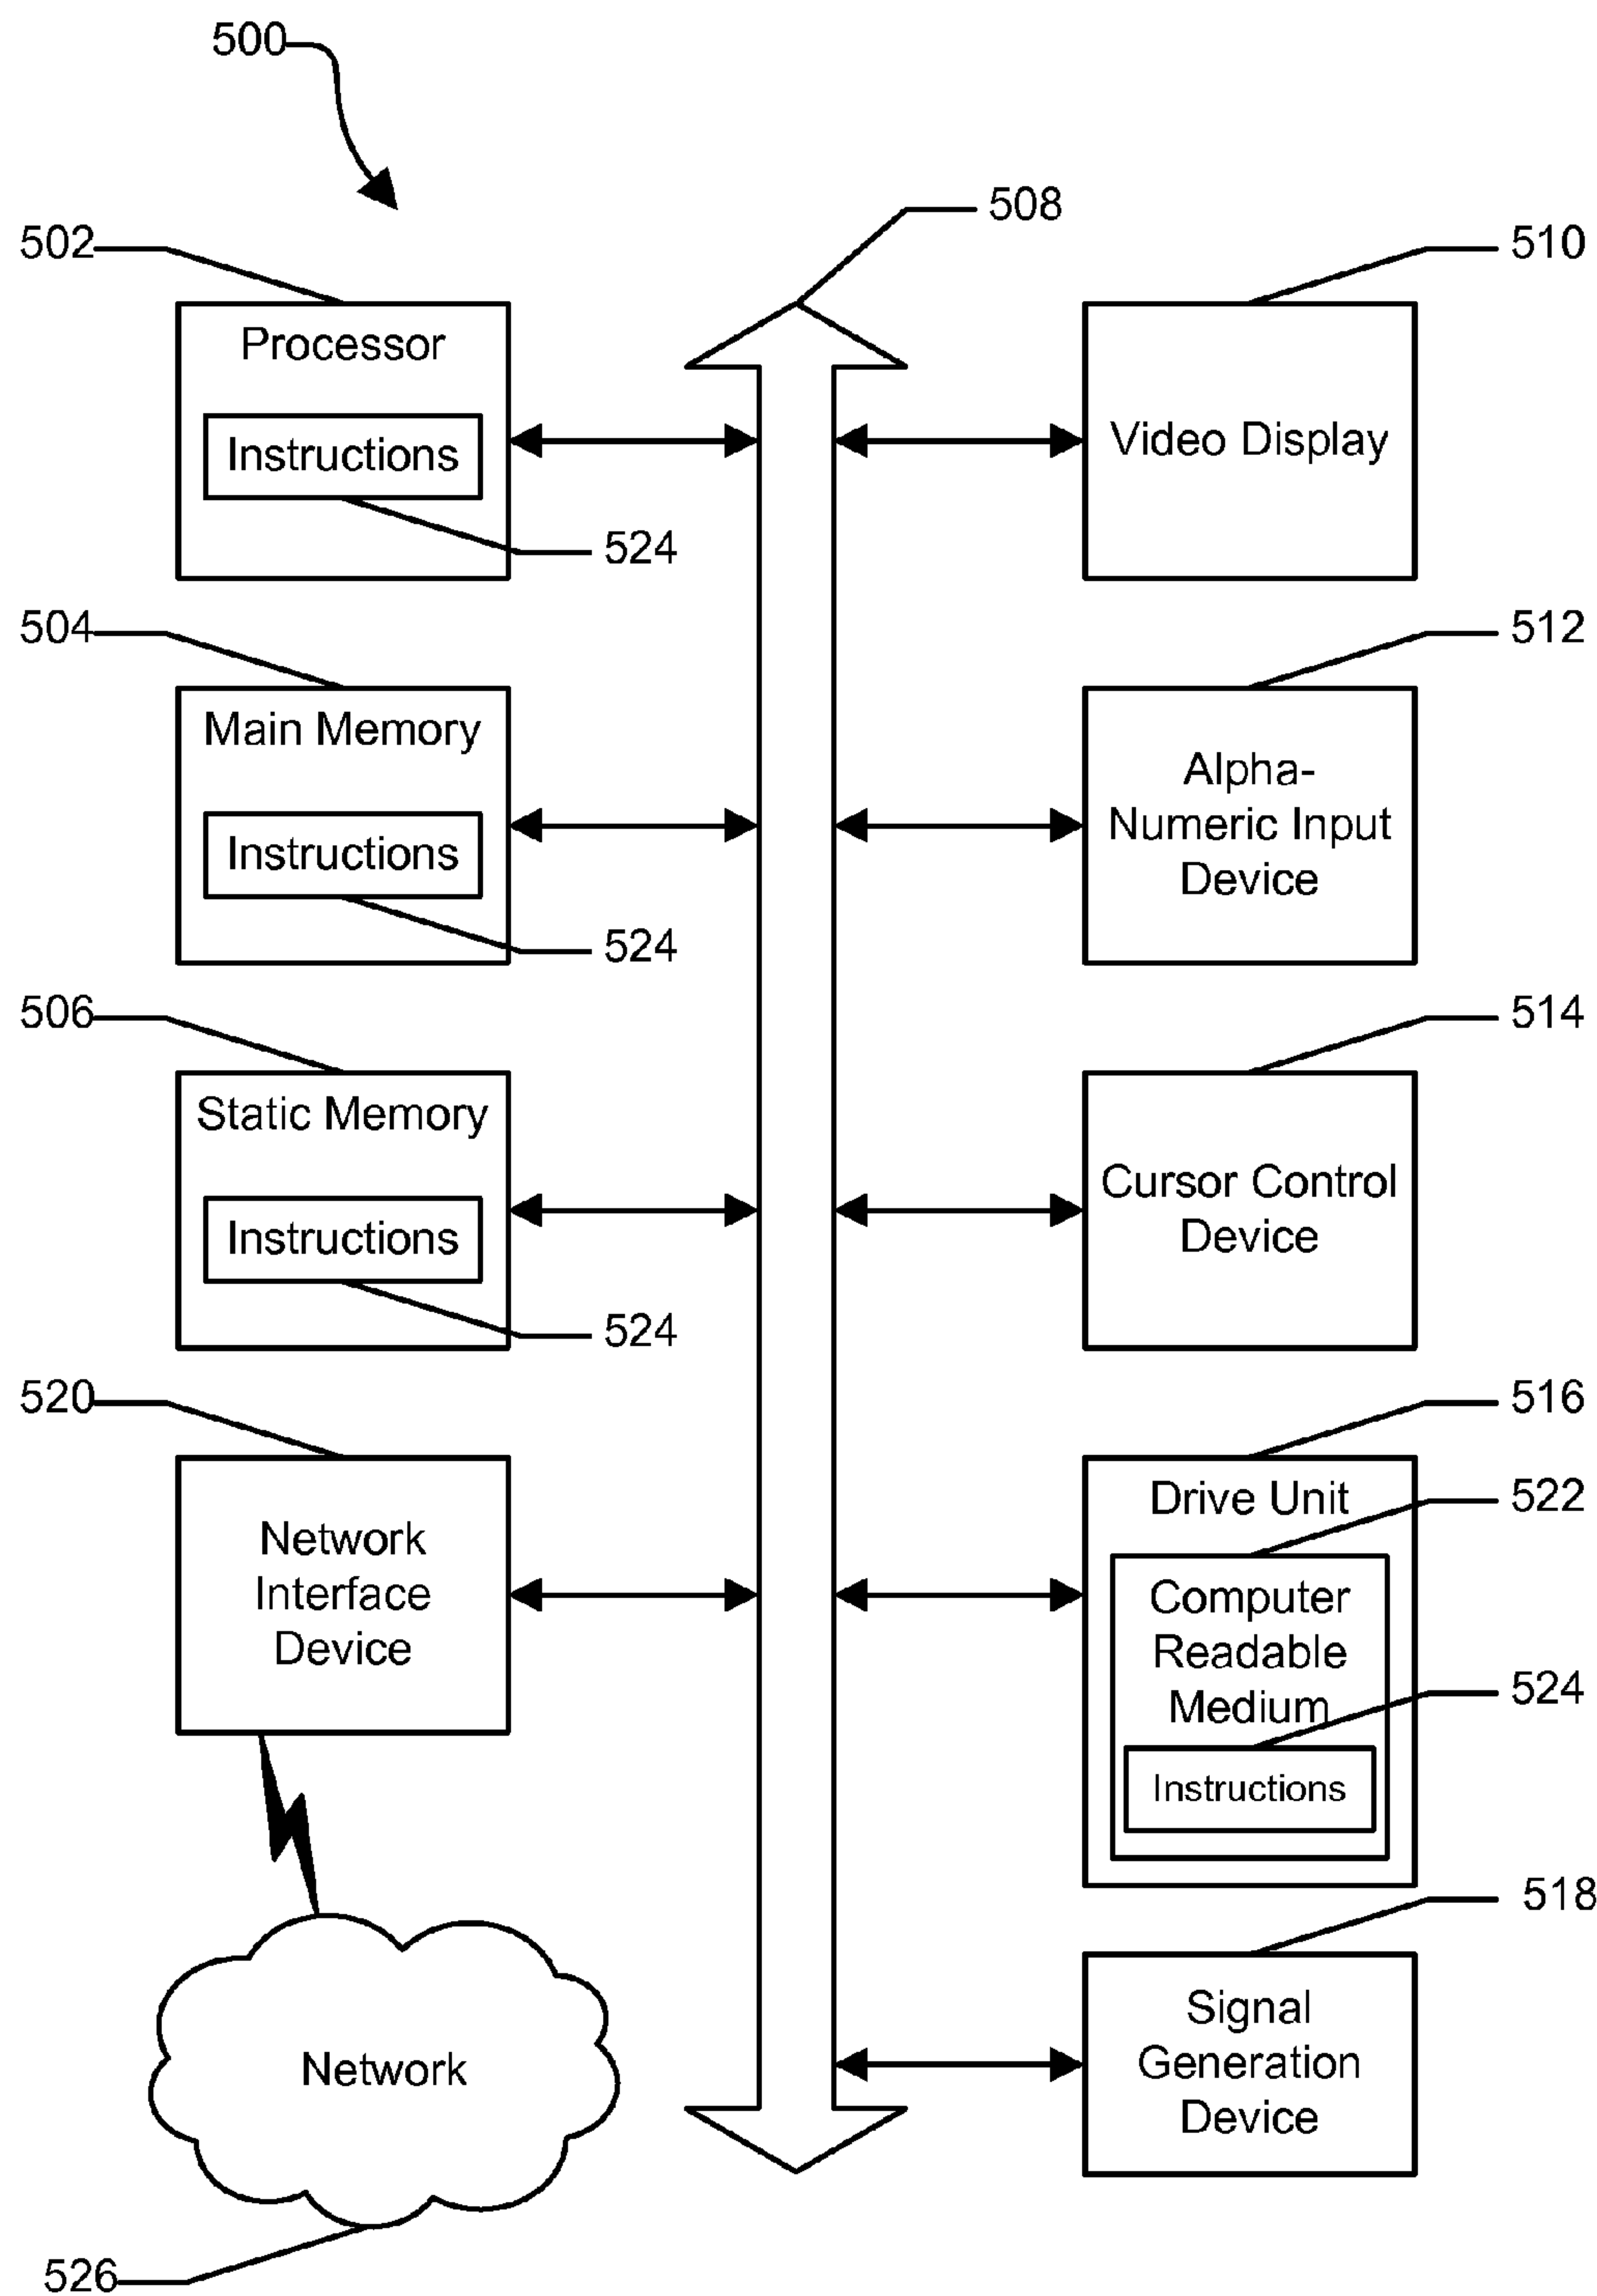 500
508
502
Processor
Instructions
524
504
Main Memory
Instructions
524
506
Static Memory
Instructions
524
520
Network
Interface
Device
Network
526
510
Video Display
512
Alpha-
Numeric Input
Device
514
Cursor Control
Device
516
Drive Unit
522
Computer
Readable
Medium
524
Instructions
518
Signal
Generation
Device